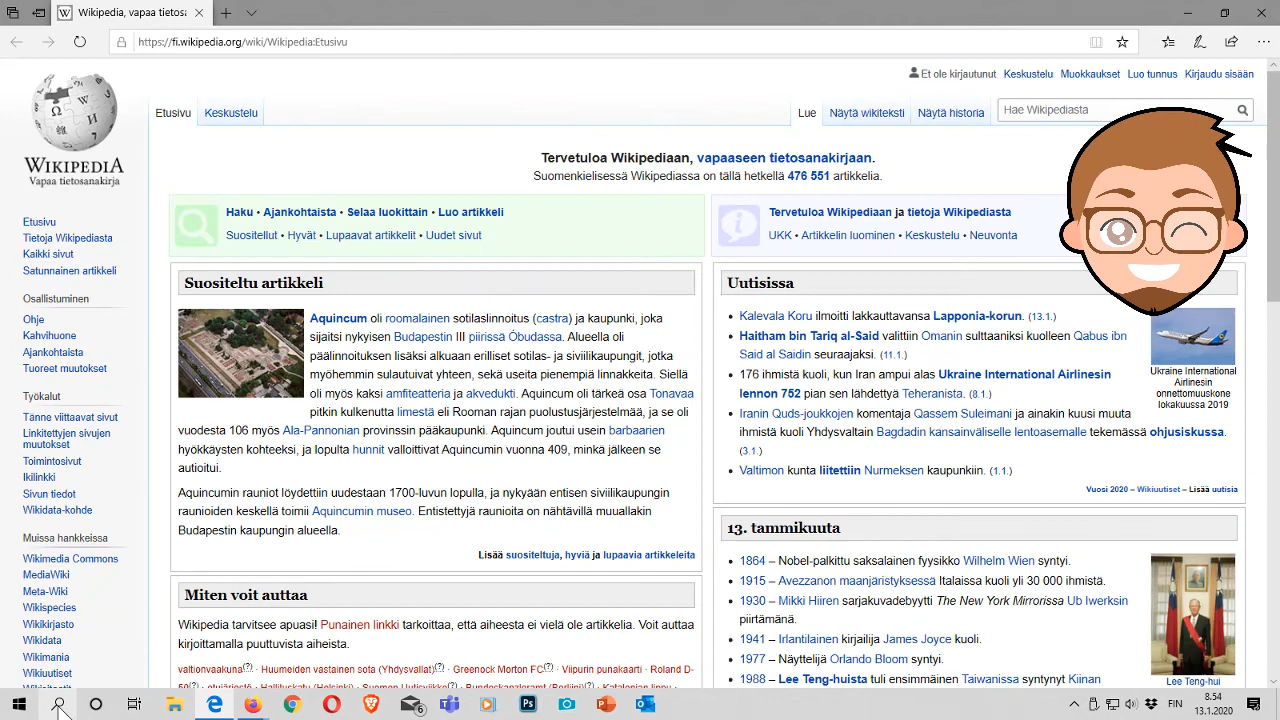 Wikipedia, vapaa tietosa
https://fi.wikipedia.org/wiki/Wikipedia:Etusivu
Et ole kirjautunut Keskustelu Muokkaukset Luo tunnus Kirjaudu sisään
Etusivu Keskustelu Lue Näytä wikiteksti Näytä historia Hae Wikipediasta
WIKIPEDIA
Vapaa tietosanakirja
Etusivu
Tietoja Wikipediasta
Kaikki sivut
Satunnainen artikkeli
Osallistuminen
Ohje
Kahvihuone
Ajankohtaista
Tuoreet muutokset
Työkalut
Tänne viittaavat sivut
Linkitettyjen sivujen
muutokset
Toimintosivut
Ikilinkki
Sivun tiedot
Wikidata-kohde
Muissa hankkeissa
Wikimedia Commons
MediaWiki
Meta-Wiki
Wikispecies
Wikikirjasto
Wikidata
Wikimania
Wikiuutiset
Tervetuloa Wikipediaan, vapaaseen tietosanakirjaan.
Suomenkielisessä Wikipediassa on tällä hetkellä 476 551 artikkelia.
Haku • Ajankohtaista • Selaa luokittain • Luo artikkeli
Suositellut · Hyvät · Lupaavat artikkelit · Uudet sivut
Tervetuloa Wikipediaan ja tietoja Wikipediasta
UKK · Artikkelin luominen · Keskustelu · Neuvonta
Suositeltu artikkeli
Aquincum oli roomalainen sotilaslinnoitus (castra) ja kaupunki, joka
sijaitsi nykyisen Budapestin III piirissä Óbudassa. Alueella oli
päälinnoituksen lisäksi alkuaan erilliset sotilas- ja siviilikaupungit, jotka
myöhemmin sulautuivat yhteen, sekä useita pienempiä linnakkeita. Siellä
oli myös kaksi amfiteatteria ja akvedukti. Aquincum oli tärkeä osa Tonavaa
pitkin kulkenutta limestä eli Rooman rajan puolustusjärjestelmää, ja se oli
vuodesta 106 myös Ala-Pannonian provinssin pääkaupunki. Aquincum joutui usein barbaarien
hyökkäysten kohteeksi, ja lopulta hunnit valloittivat Aquincumin vuonna 409, minkä jälkeen se
autioitui.
Aquincumin rauniot löydettiin uudestaan 1700-luvun lopulla, ja nykyään entisen siviilikaupungin
raunioiden keskellä toimii Aquincumin museo. Entistettyjä raunioita on nähtävillä muuallakin
Budapestin kaupungin alueella.
Lisää suositeltuja, hyviä ja lupaavia artikkeleita
Miten voit auttaa
Wikipedia tarvitsee apuasi! Punainen linkki tarkoittaa, että aiheesta ei vielä ole artikkelia. Voit auttaa
kirjoittamalla puuttuvista aiheista.
valtionvaakuna(?) · Huumeiden vastainen sota (Yhdysvallat)(?) · Greenock Morton FC(?) · Viipurin punakaarti · Roland D-
Uutisissa
Kalevala Koru ilmoitti lakkauttavansa Lapponia-korun. (13.1.)
Haitham bin Tariq al-Said valittiin Omanin sulttaaniksi kuolleen Qabus ibn
Said al Saidin seuraajaksi. (11.1.)
176 ihmistä kuoli, kun Iran ampui alas Ukraine International Airlinesin
lennon 752 pian sen lähdettyä Teheranista. (8.1.)
Iranin Quds-joukkojen komentaja Qassem Suleimani ja ainakin kuusi muuta
ihmistä kuoli Yhdysvaltain Bagdadin kansainväliselle lentoasemalle tekemässä ohjusiskussa.
(3.1.)
Valtimon kunta liitettiin Nurmeksen kaupunkiin. (1.1.)
Ukraine International
Airlinesin
onnettomuuskone
lokakuussa 2019
Vuosi 2020 – Wikiuutiset – Lisää uutisia
13. tammikuuta
1864 – Nobel-palkittu saksalainen fyysikko Wilhelm Wien syntyi.
1915 – Avezzanon maanjäristyksessä Italaissa kuoli yli 30 000 ihmistä.
1930 – Mikki Hiiren sarjakuvadebyytti The New York Mirrorissa Ub Iwerksin
piirtämänä.
1941 – Irlantilainen kirjailija James Joyce kuoli.
1977 – Näyttelijä Orlando Bloom syntyi.
1988 – Lee Teng-huista tuli ensimmäinen Taiwanissa syntynyt Kiinan
Lee Teng-hui
6
FIN
8.54
13.1.2020